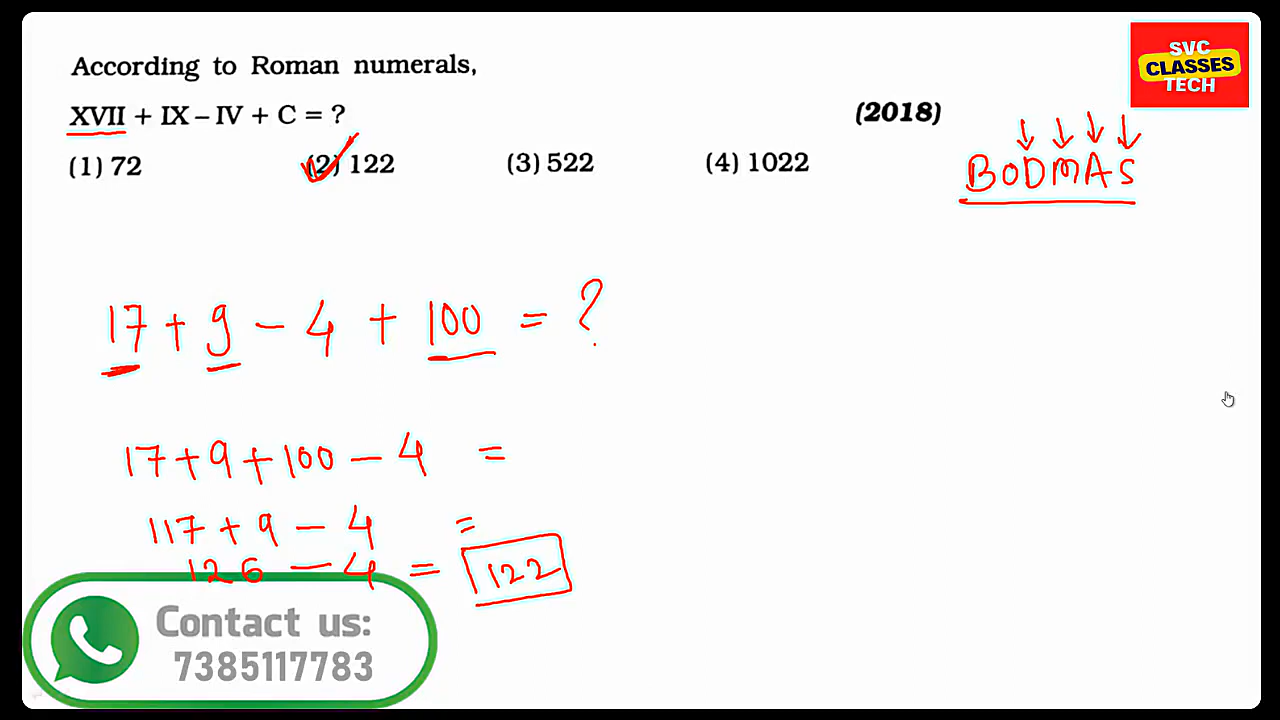 According to Roman numerals,
XVII + IX – IV + C = ?
(2018)
(1) 72 (2) 122 (3) 522 (4) 1022
SVC
CLASSES
TECH
BODMAS
17 + 9 - 4 + 100 = ?
17 + 9 + 100 - 4 =
117 + 9 - 4 =
126 - 4 = 122
Contact us:
7385117783